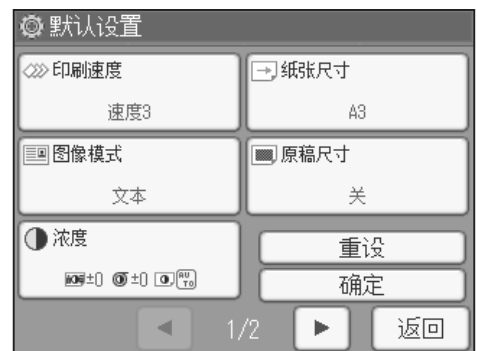 默认设置
印刷速度
速度3
纸张尺寸
A3
图像模式
文本
原稿尺寸
关
浓度
±0 ±0 AUTO
重设
确定
1/2
返回